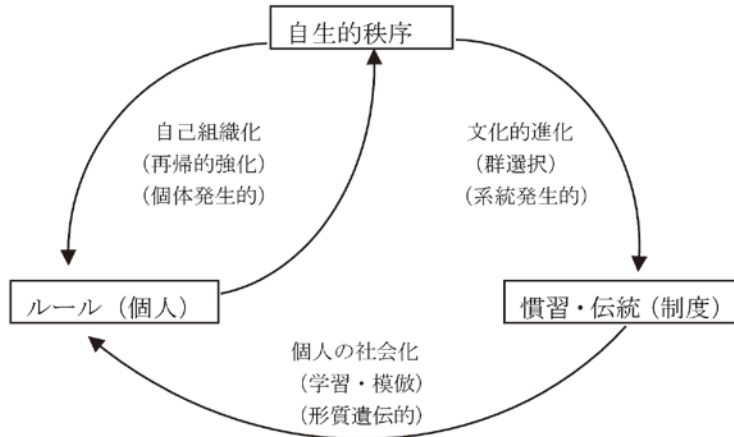 自生的秩序
自己組織化
(再帰的強化)
(個体発生的)
文化的進化
(群選択)
(系統発生的)
ルール(個人)
慣習・伝統(制度)
個人の社会化
(学習・模倣)
(形質遺伝的)